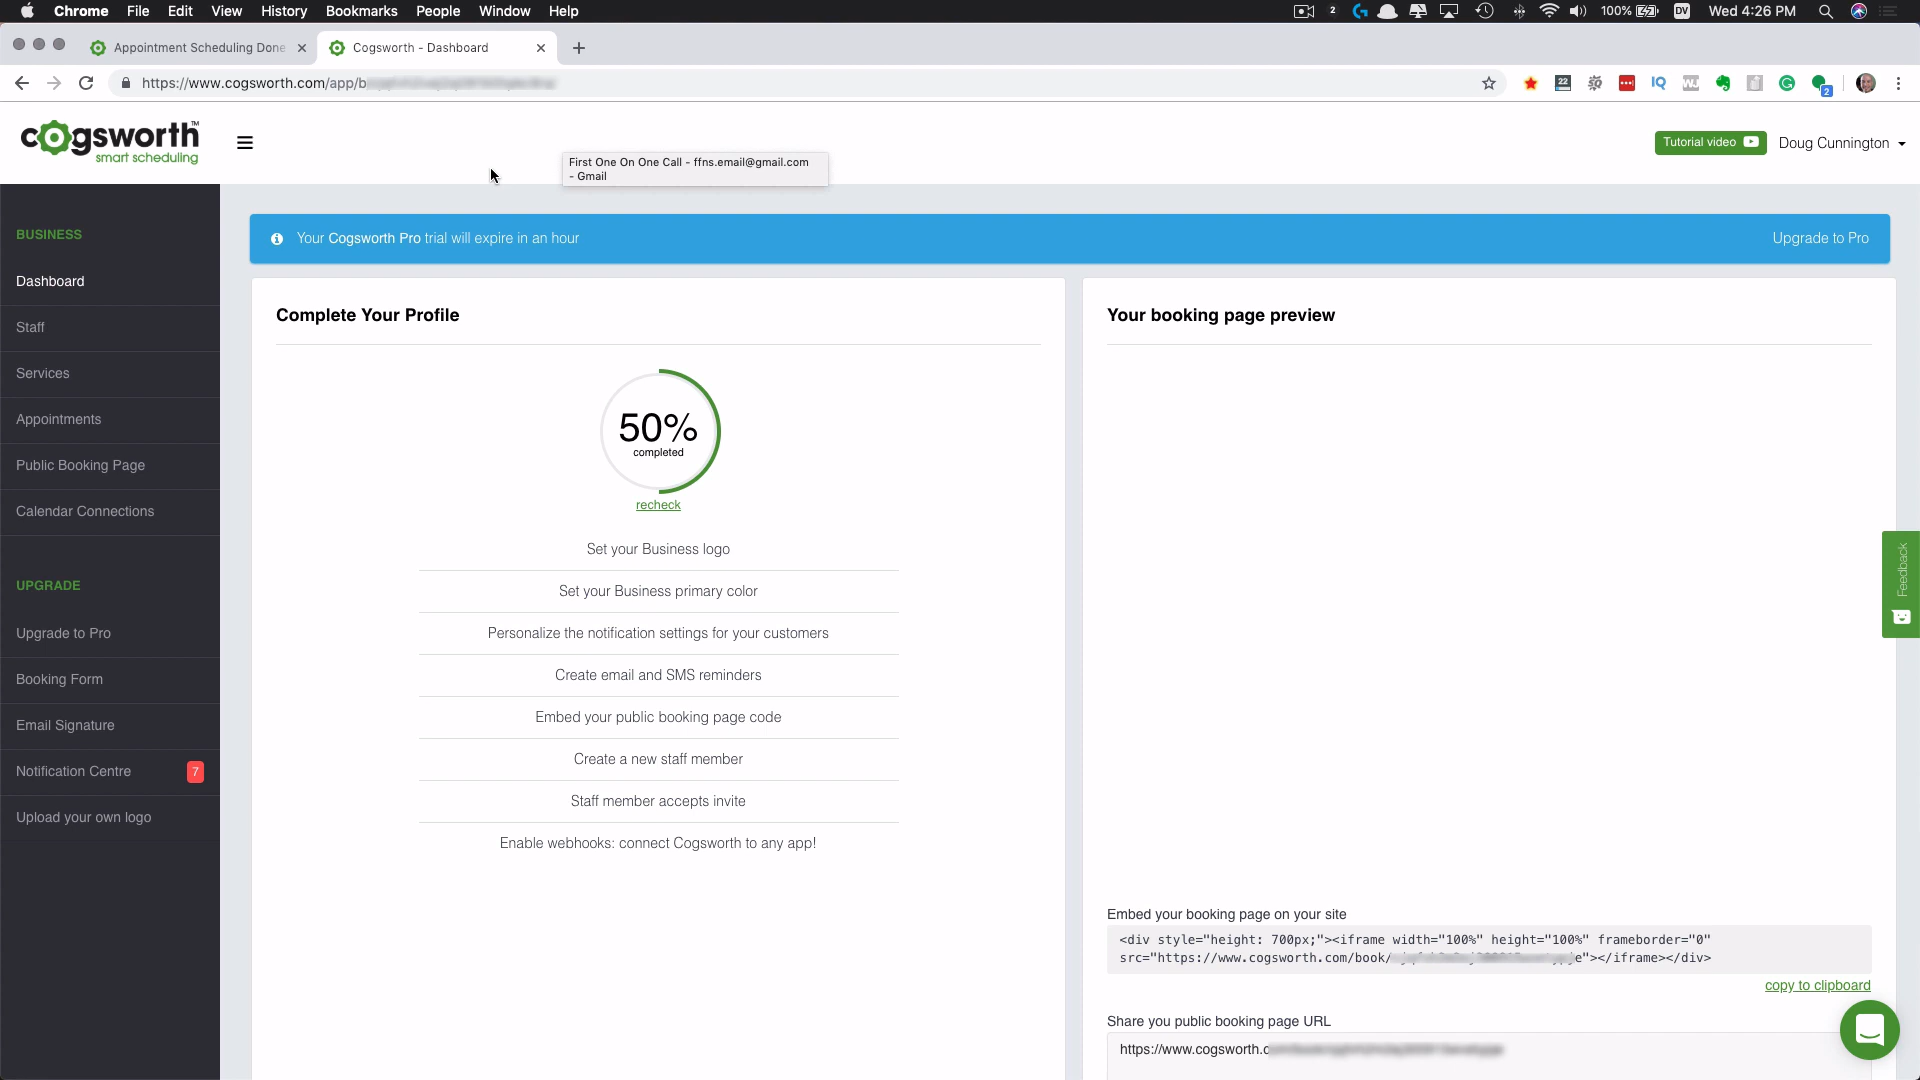 Chrome File Edit View History Bookmarks People Window Help
2 100% DV Wed 4:26 PM
Appointment Scheduling Done
Cogsworth - Dashboard
https://www.cogsworth.com/app/b
22
IQ
2
cogsworth™
smart scheduling
First One On One Call - ffns.email@gmail.com
- Gmail
Tutorial video
Doug Cunnington
Your Cogsworth Pro trial will expire in an hour
Upgrade to Pro
BUSINESS
Dashboard
Staff
Services
Appointments
Public Booking Page
Calendar Connections
UPGRADE
Upgrade to Pro
Booking Form
Email Signature
Notification Centre 7
Upload your own logo
Complete Your Profile
50%
completed
recheck
Set your Business logo
Set your Business primary color
Personalize the notification settings for your customers
Create email and SMS reminders
Embed your public booking page code
Create a new staff member
Staff member accepts invite
Enable webhooks: connect Cogsworth to any app!
Your booking page preview
Embed your booking page on your site
<div style="height: 700px;"><iframe width="100%" height="100%" frameborder="0"
src="https://www.cogsworth.com/book/ e"></iframe></div>
copy to clipboard
Share you public booking page URL
https://www.cogsworth.c
Feedback